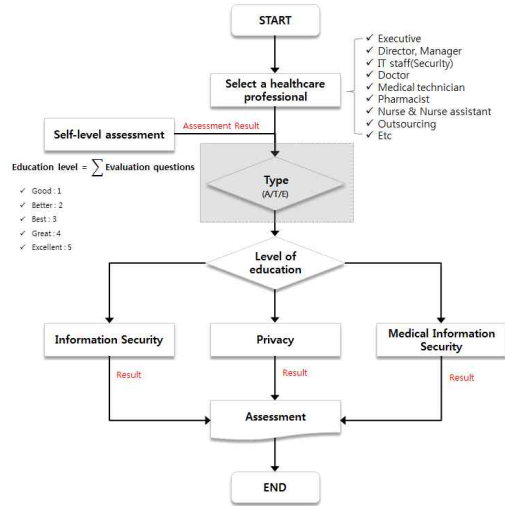 START
Select a healthcare
professional
✓ Executive
✓ Director, Manager
✓ IT staff(Security)
✓ Doctor
✓ Medical technician
✓ Pharmacist
✓ Nurse & Nurse assistant
✓ Outsourcing
✓ Etc
Self-level assessment
Assessment Result
Education level = ∑ Evaluation questions
✓ Good : 1
✓ Better : 2
✓ Best : 3
✓ Great : 4
✓ Excellent : 5
Type
(A/T/E)
Level of
education
Information Security
Privacy
Medical Information
Security
Result
Result
Result
Assessment
END